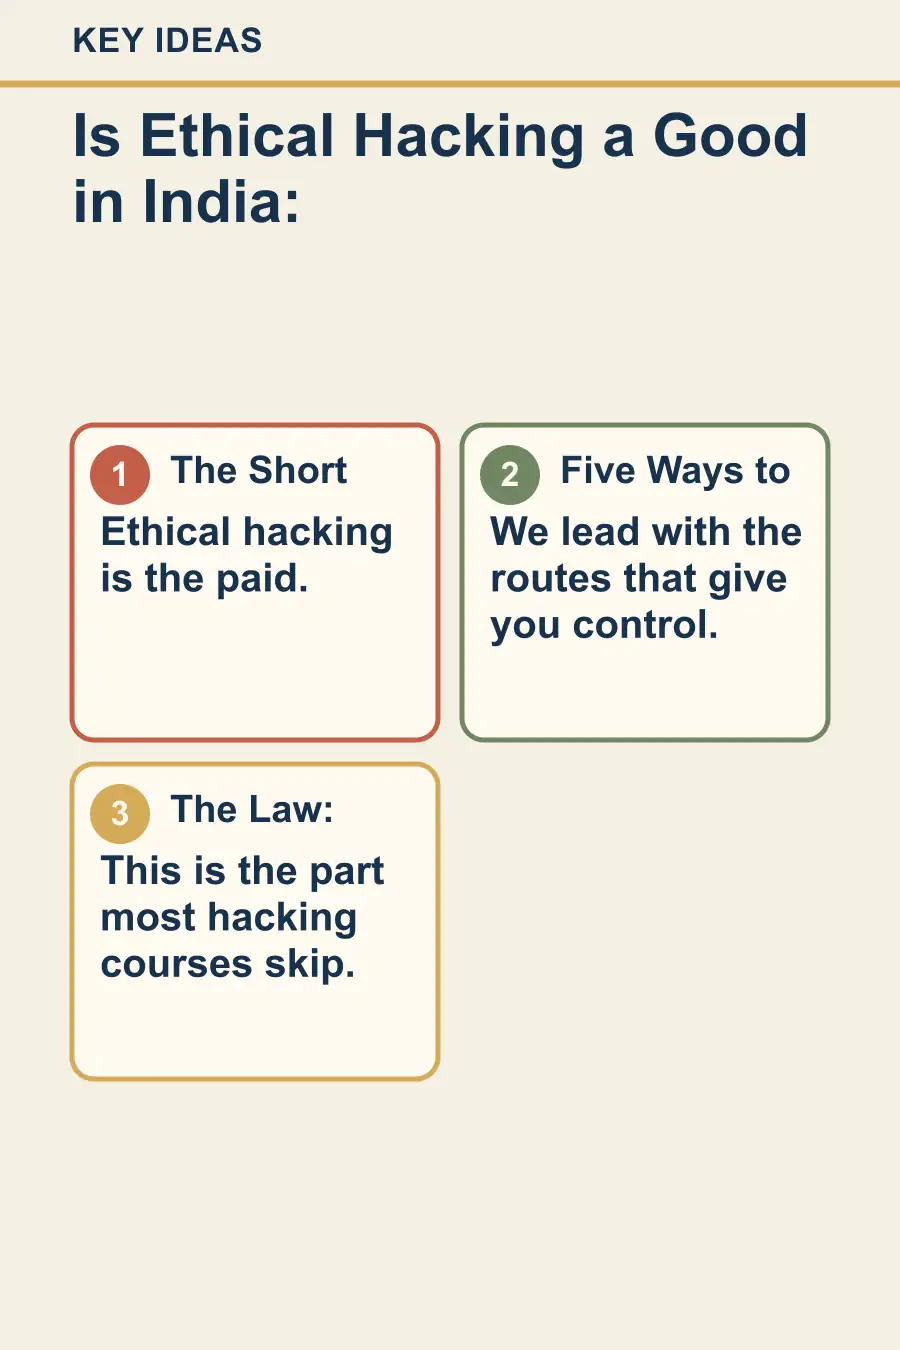 KEY IDEAS
Is Ethical Hacking a Good
in India:
1 The Short
Ethical hacking
is the paid.
2 Five Ways to
We lead with the
routes that give
you control.
3 The Law:
This is the part
most hacking
courses skip.